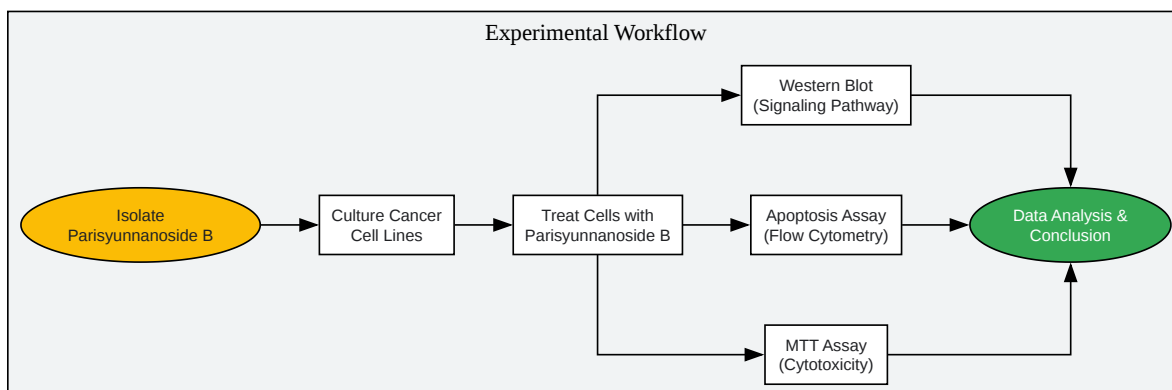 Experimental Workflow
Isolate
Parisyunnanoside B
Culture Cancer
Cell Lines
Treat Cells with
Parisyunnanoside B
Western Blot
(Signaling Pathway)
Apoptosis Assay
(Flow Cytometry)
MTT Assay
(Cytotoxicity)
Data Analysis &
Conclusion